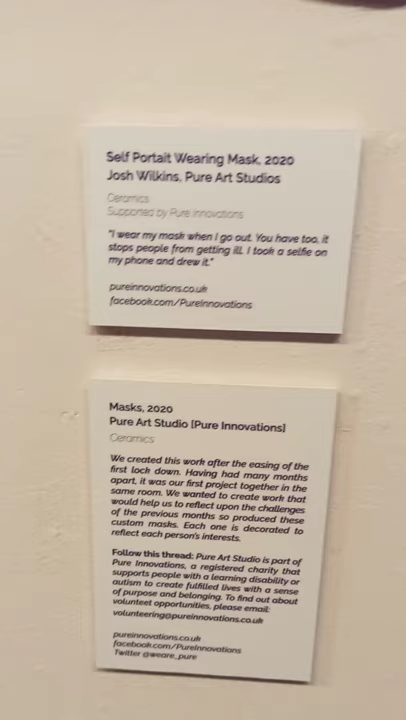 Self Portait Wearing Mask, 2020
Josh Wilkins, Pure Art Studios
Ceramics
Supported by Pure Innovations
"I wear my mask when I go out. You have too, it
stops people from getting ill. I took a selfie on
my phone and drew it."
pureinnovations.co.uk
facebook.com/PureInnovations
Masks, 2020
Pure Art Studio [Pure Innovations]
Ceramics
We created this work after the easing of the
first lock down. Having had many months
apart, it was our first project together in the
same room. We wanted to create work that
would help us to reflect upon the challenges
of the previous months so produced these
custom masks. Each one is decorated to
reflect each person's interests.
Follow this thread: Pure Art Studio is part of
Pure Innovations, a registered charity that
supports people with a learning disability or
autism to create fulfilled lives with a sense
of purpose and belonging. To find out about
volunteer opportunities, please email:
volunteering@pureinnovations.co.uk
pureinnovations.co.uk
facebook.com/PureInnovations
Twitter @weare_pure